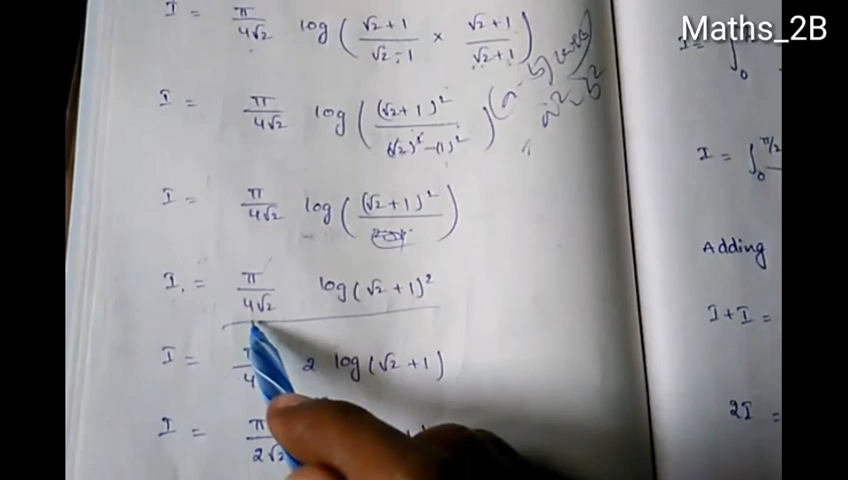 Maths_2B
I = π/4√2 log(√2+1/√2-1 × √2+1/√2+1)
I = π/4√2 log((√2+1)²/(√2)²-(1)²)
a²-b²
I = π/4√2 log((√2+1)²/)
I = π/4√2 log(√2+1)²
I = 2 log(√2+1)
I = π/2√2
I = ∫₀
I = ∫₀^π/2
Adding
I+I =
2I =